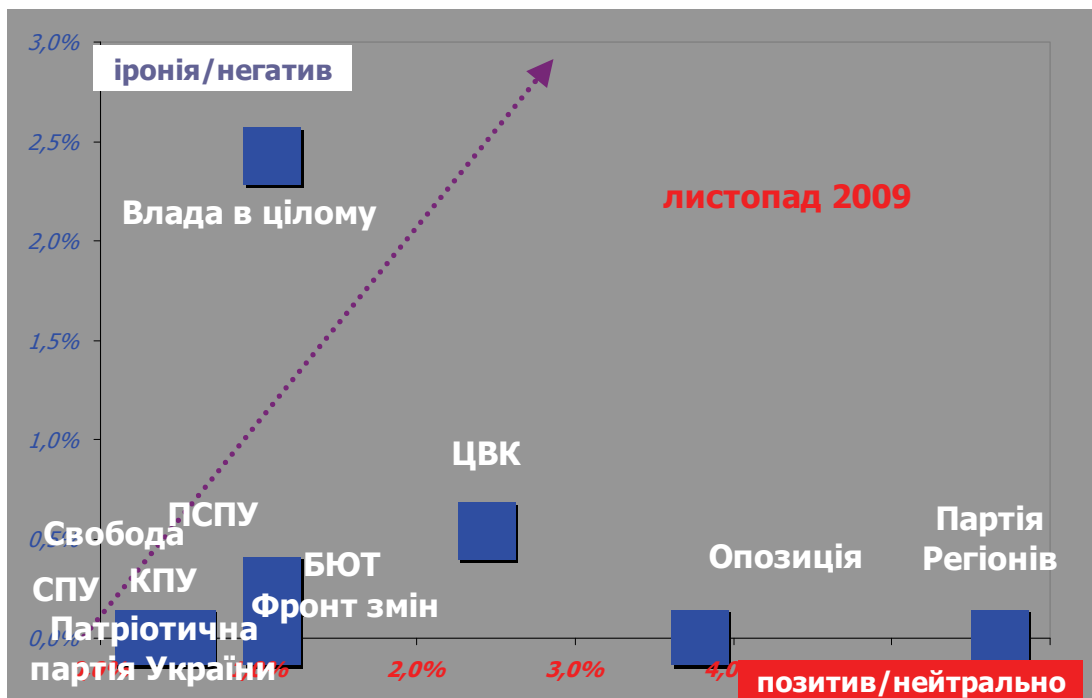 3,0%
іронія/негатив
2,5%
Влада в цілому
листопад 2009
2,0%
1,5%
1,0%
ЦВК
ПСПУ
Свобода
0,5%
Партія
Регіонів
Опозиція
БЮТ
КПУ
СПУ
Фронт змін
Патріотична
партія України
0,0%
2,0%
3,0%
позитив/нейтрально